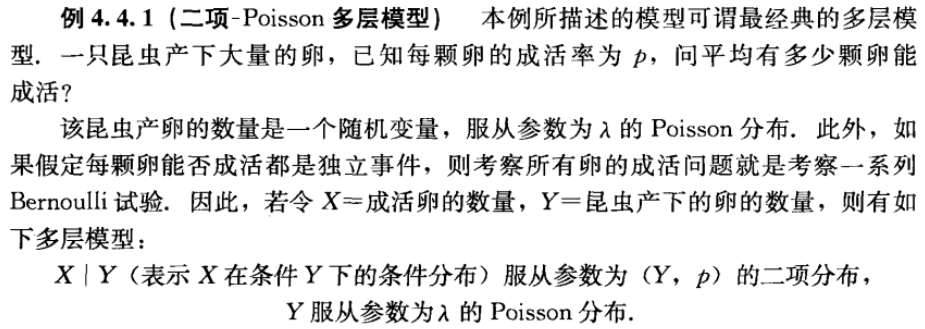 例 4.4.1 (二项-Poisson 多层模型) 本例所描述的模型可谓最经典的多层模
型. 一只昆虫产下大量的卵, 已知每颗卵的成活率为 p, 问平均有多少颗卵能
成活?
该昆虫产卵的数量是一个随机变量, 服从参数为 λ 的 Poisson 分布. 此外, 如
果假定每颗卵能否成活都是独立事件, 则考察所有卵的成活问题就是考察一系列
Bernoulli 试验. 因此, 若令 X=成活卵的数量, Y=昆虫产下的卵的数量, 则有如
下多层模型:
X | Y (表示 X 在条件 Y 下的条件分布) 服从参数为 (Y, p) 的二项分布,
Y 服从参数为 λ 的 Poisson 分布.